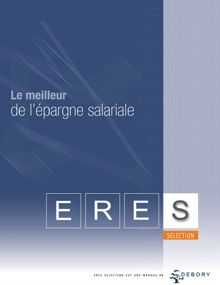 Le meilleur
de l'épargne salariale
E R E S
SELECTION
ERES SELECTION EST UNE MARQUE DE
DEBORY